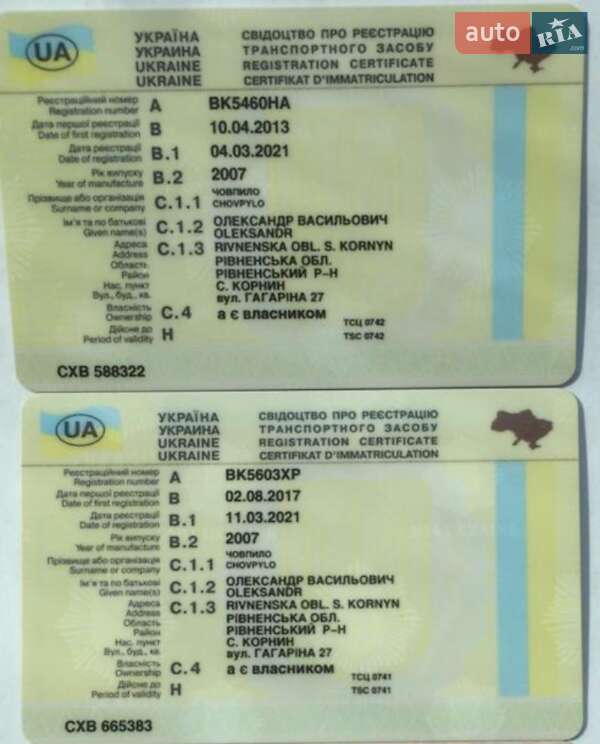 auto RIA.com
УКРАЇНА СВІДОЦТВО ПРО РЕЄСТРАЦІЮ
УКРАИНА ТРАНСПОРТНОГО ЗАСОБУ
UA
UKRAINE REGISTRATION CERTIFICATE
UKRAINE CERTIFIKAT D'IMMATRICULATION
Реєстраційний номер
Registration number A BK5460HA
Дата першої реєстрації
Date of first registration B 10.04.2013
Дата реєстрації
Date of registration B.1 04.03.2021
Рік випуску
Year of manufacture B.2 2007
Прізвище або організація ЧОВПИЛО
Surname or company C.1.1 CHOVPYLO
Ім'я та по батькові ОЛЕКСАНДР ВАСИЛЬОВИЧ
Given name(s) C.1.2 OLEKSANDR
Адреса C.1.3 RIVNENSKA OBL. S. KORNYN
Address
Область РІВНЕНСЬКА ОБЛ.
Район РІВНЕНСЬКИЙ Р-Н
Нас. пункт С. КОРНИН
Вул., буд., кв. вул. ГАГАРІНА 27
Власність
Ownership C.4 а є власником
ТСЦ 0742
Дійсне до
Period of validity H TSC 0742
СХВ 588322
УКРАЇНА СВІДОЦТВО ПРО РЕЄСТРАЦІЮ
УКРАИНА ТРАНСПОРТНОГО ЗАСОБУ
UA
UKRAINE REGISTRATION CERTIFICATE
UKRAINE CERTIFIKAT D'IMMATRICULATION
Реєстраційний номер
Registration number A BK5603XP
Дата першої реєстрації
Date of first registration B 02.08.2017
Дата реєстрації
Date of registration B.1 11.03.2021
Рік випуску
Year of manufacture B.2 2007
Прізвище або організація ЧОВПИЛО
Surname or company C.1.1 CHOVPYLO
Ім'я та по батькові ОЛЕКСАНДР ВАСИЛЬОВИЧ
Given name(s) C.1.2 OLEKSANDR
Адреса C.1.3 RIVNENSKA OBL. S. KORNYN
Address
Область РІВНЕНСЬКА ОБЛ.
Район РІВНЕНСЬКИЙ Р-Н
Нас. пункт С. КОРНИН
Вул., буд., кв. вул. ГАГАРІНА 27
Власність
Ownership C.4 а є власником
ТСЦ 0741
Дійсне до
Period of validity H TSC 0741
СХВ 665383